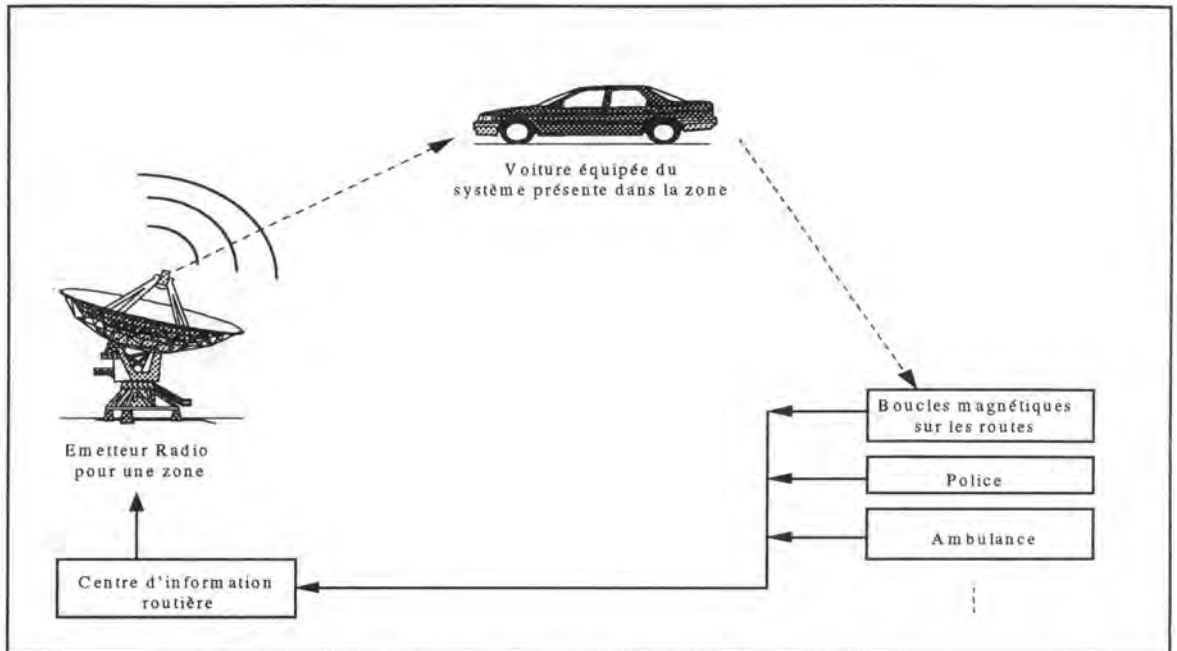 Voiture équipée du
système présente dans la zone
Emetteur Radio
pour une zone
Boucles magnétiques
sur les routes
Police
Ambulance
Centre d'information
routière